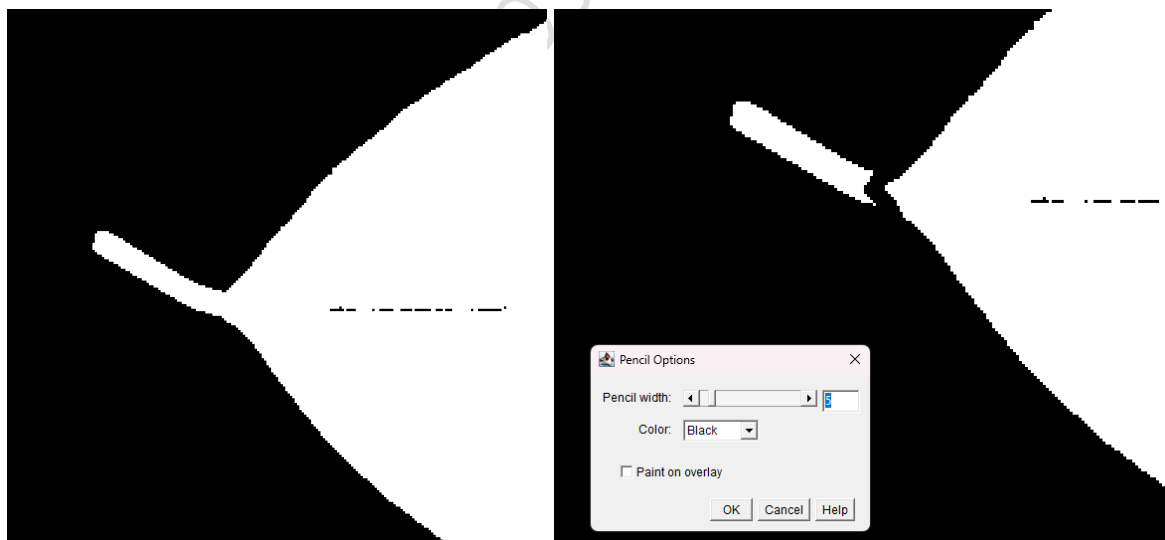 Pencil Options
Pencil width: 5
Color: Black
Paint on overlay
OK Cancel Help